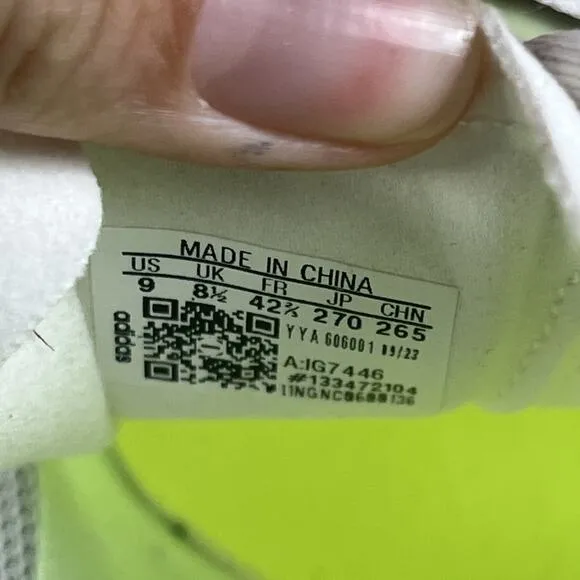 MADE IN CHINA
US UK FR JP CHN
9 8½ 42⅔ 270 265
adidas
YYA 606001 09/23
A:IG7446
#133472104